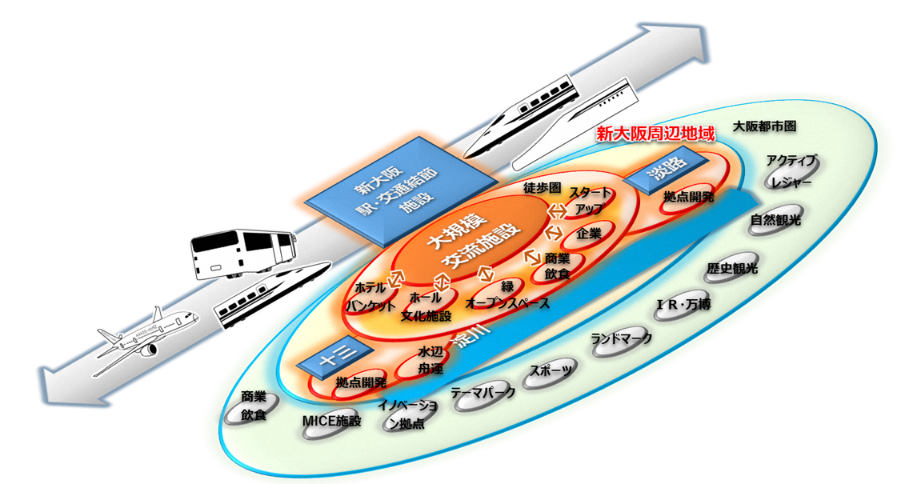 新大阪周辺地域
大阪都市圏
新大阪
駅・交通結節
施設
淡路
拠点開発
アクティブ
レジャー
徒歩圏
スタート
アップ
大規模
交流施設
企業
自然観光
商業
飲食
歴史観光
ホテル
バンケット
ホール
文化施設
緑
オープンスペース
IR・万博
淀川
ランドマーク
十三
水辺
舟運
拠点開発
スポーツ
テーマパーク
商業
飲食
MICE施設
イノベーショ
ン拠点